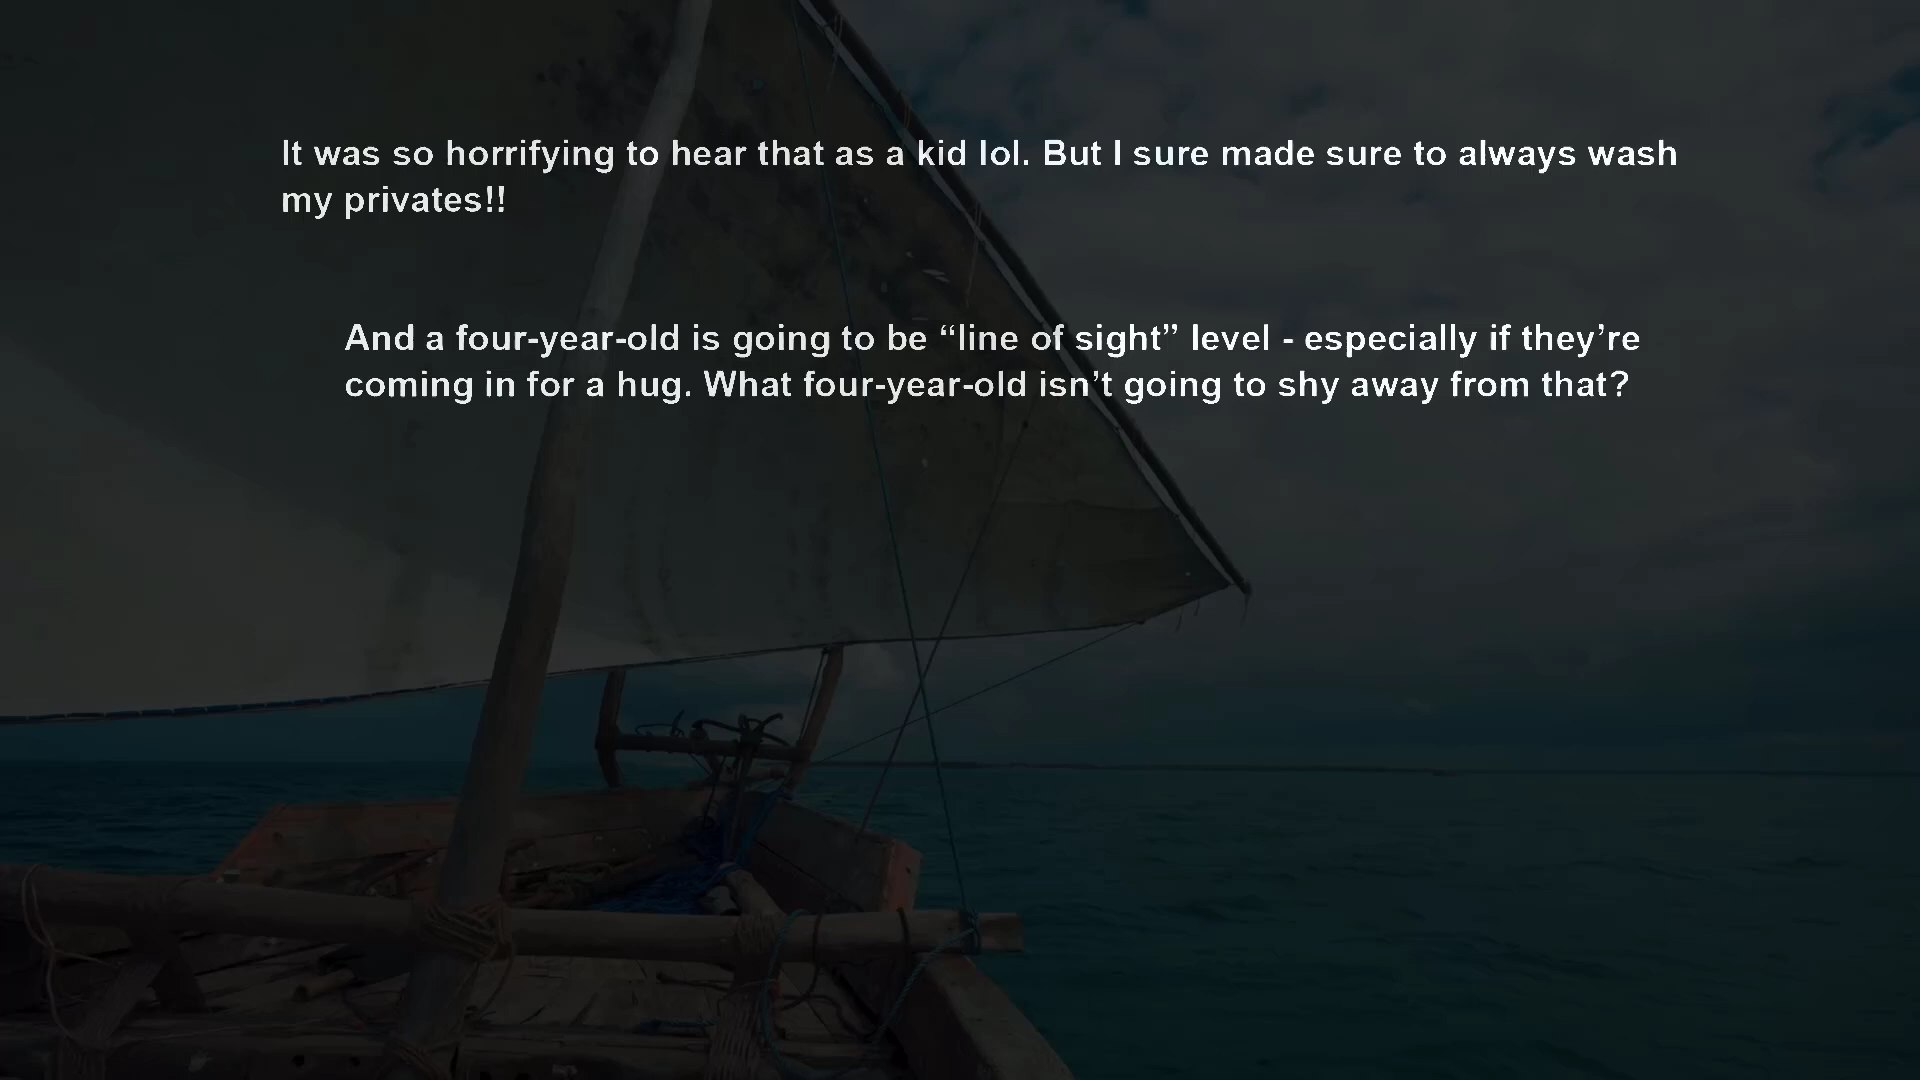 It was so horrifying to hear that as a kid lol. But I sure made sure to always wash
my privates!!
And a four-year-old is going to be “line of sight” level - especially if they’re
coming in for a hug. What four-year-old isn’t going to shy away from that?